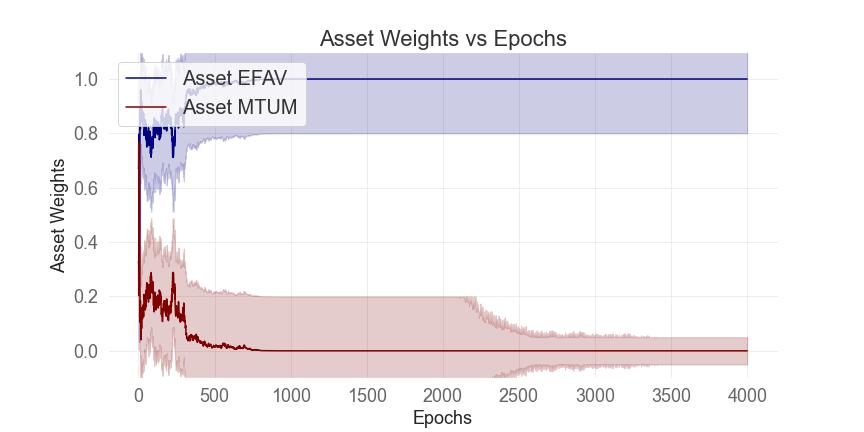 Asset Weights vs Epochs
Asset Weights
1.0
0.8
0.6
0.4
0.2
0.0
Asset EFAV
Asset MTUM
0 500 1000 1500 2000 2500 3000 3500 4000
Epochs